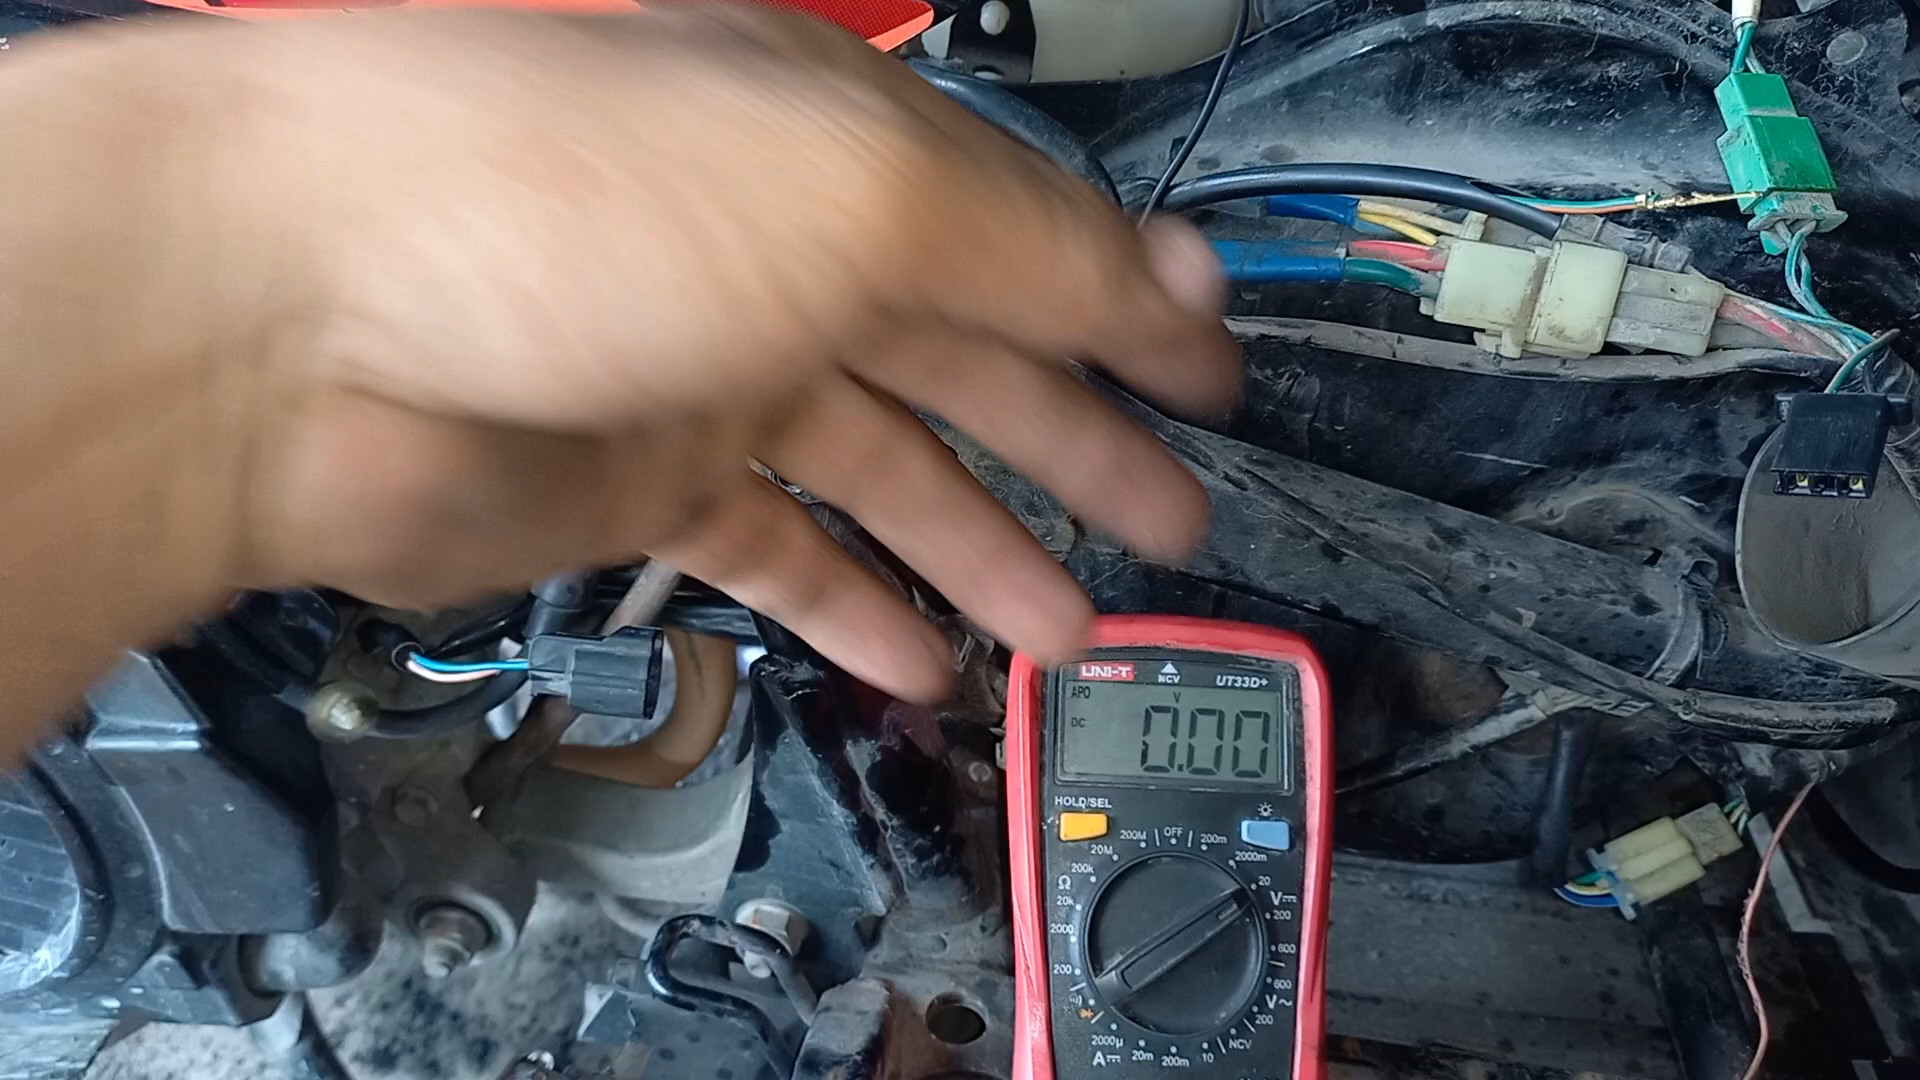 UNI-T NCV UT33D+
APO V
DC 0.00
HOLD/SEL
200M OFF 200m
20M 2000m
200k 20
Ω V
20k 200
2000 600
200 600
V~
200
2000μ 20m 200m 10 NCV
A